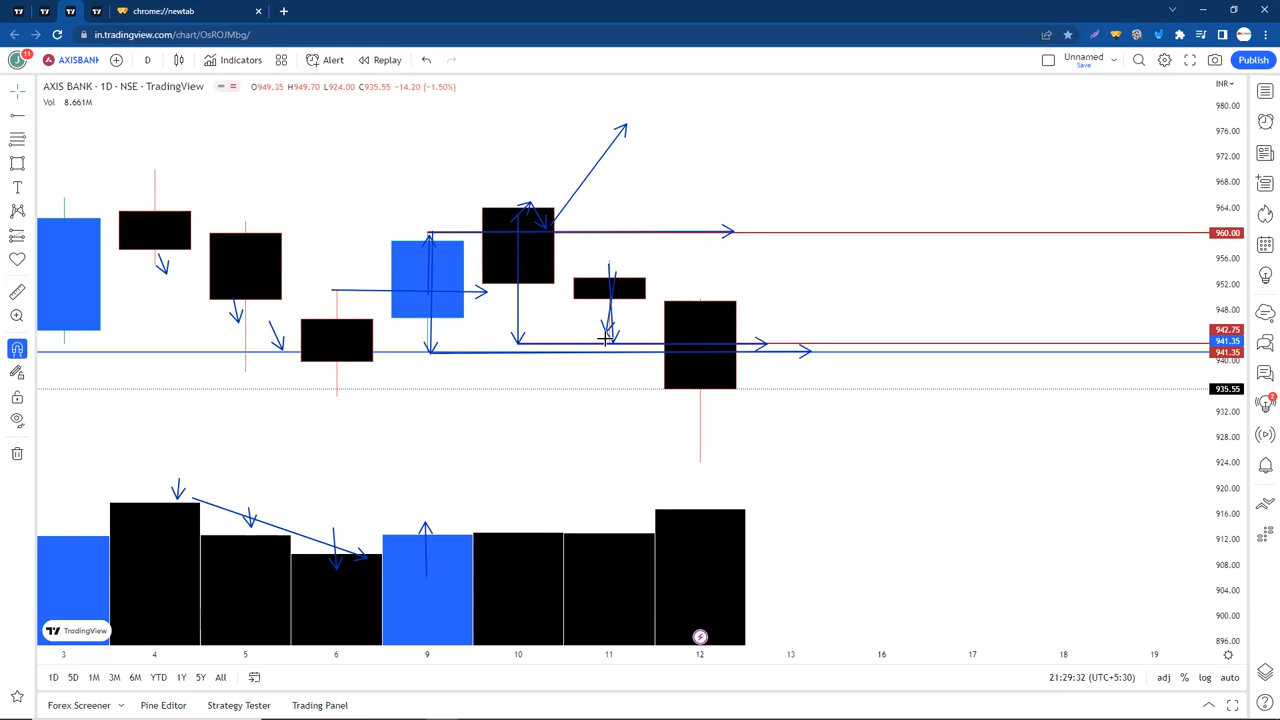 chrome://newtab
in.tradingview.com/chart/OsROJMbg/
J 11 AXISBANK D Indicators Alert Replay Unnamed Save Publish
AXIS BANK · 1D · NSE · TradingView O949.35 H949.70 L924.00 C935.55 −14.20 (−1.50%) INR
Vol 8.661M
980.00
976.00
972.00
968.00
964.00
960.00
956.00
952.00
948.00
942.75
941.35
941.35
940.00
935.55
932.00
928.00
924.00
920.00
916.00
912.00
908.00
904.00
900.00
896.00
2
TradingView
3 4 5 6 9 10 11 12 13 16 17 18 19
1D 5D 1M 3M 6M YTD 1Y 5Y All 21:29:32 (UTC+5:30) adj % log auto
Forex Screener Pine Editor Strategy Tester Trading Panel